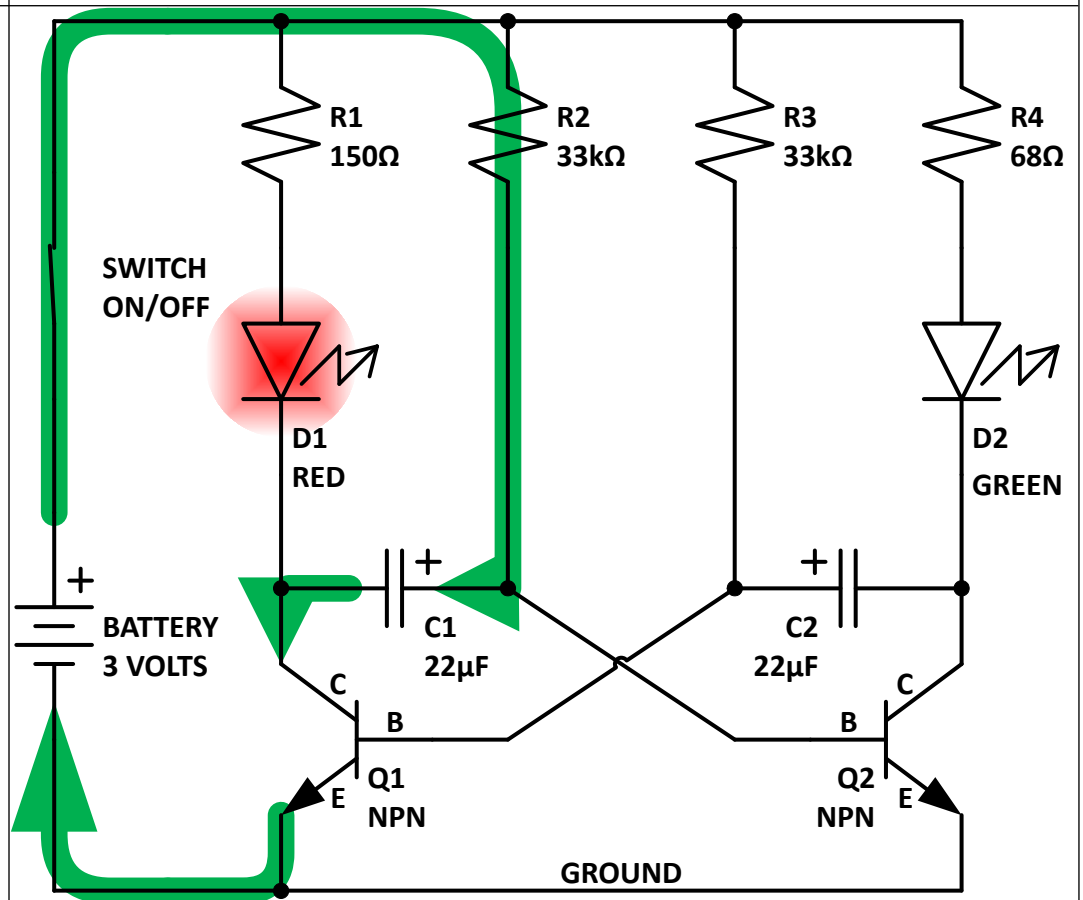 R1
150Ω
R2
33kΩ
R3
33kΩ
R4
68Ω
SWITCH
ON/OFF
D1
RED
D2
GREEN
+
BATTERY
3 VOLTS
+
C1
22µF
+
C2
22µF
C
B
E
Q1
NPN
C
B
E
Q2
NPN
GROUND